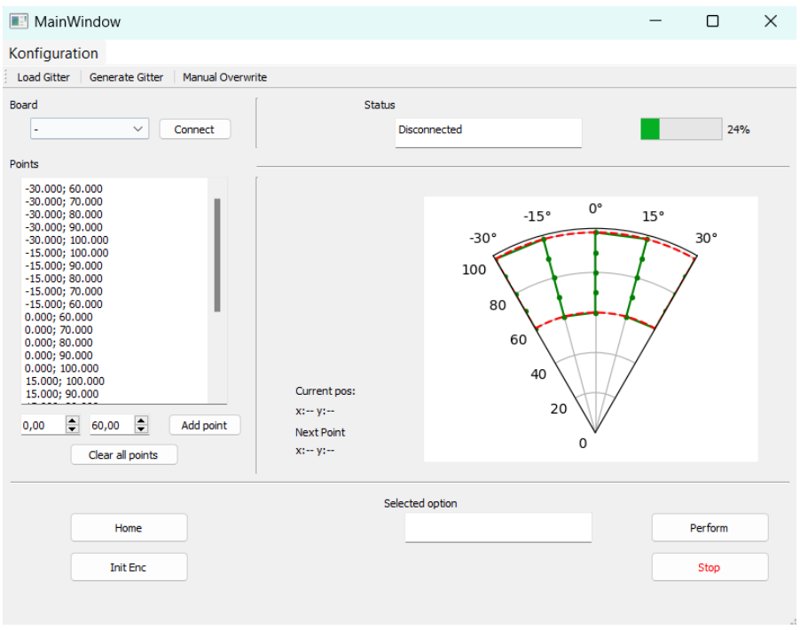 MainWindow
Konfiguration
Load Gitter Generate Gitter Manual Overwrite
Board
-
Connect
Status
Disconnected
24%
Points
-30.000; 60.000
-30.000; 70.000
-30.000; 80.000
-30.000; 90.000
-30.000; 100.000
-15.000; 100.000
-15.000; 90.000
-15.000; 80.000
-15.000; 70.000
-15.000; 60.000
0.000; 60.000
0.000; 70.000
0.000; 80.000
0.000; 90.000
0.000; 100.000
15.000; 100.000
15.000; 90.000
0,00
60,00
Add point
Clear all points
-30°
-15°
0°
15°
30°
100
80
60
40
20
0
Current pos:
x:-- y:--
Next Point
x:-- y:--
Selected option
Home
Init Enc
Perform
Stop